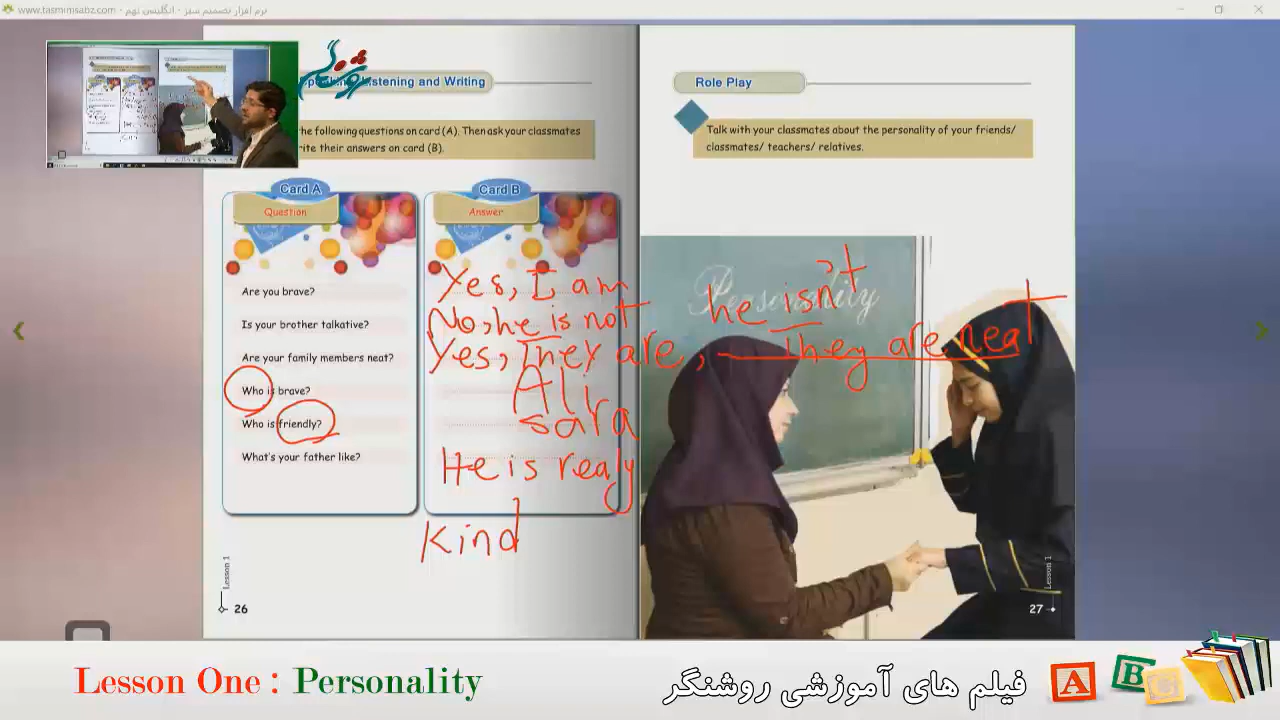 www.tasmimsabz.com - نرم افزار تصمیم سبز - انگلیسی نهم
Listening and Writing
he following questions on card (A). Then ask your classmates
ite their answers on card (B).
Card A
Question
Are you brave?
Is your brother talkative?
Are your family members neat?
Who is brave?
Who is friendly?
What's your father like?
Card B
Answer
Yes, I am
No, he is not
he isn't
Yes, They are, They are neat
Ali
sara
He is realy
Kind
Lesson 1
26
Role Play
Talk with your classmates about the personality of your friends/
classmates/ teachers/ relatives.
Personality
Lesson 1
27
Lesson One : Personality
فیلم های آموزشی روشنگر
A
B
C